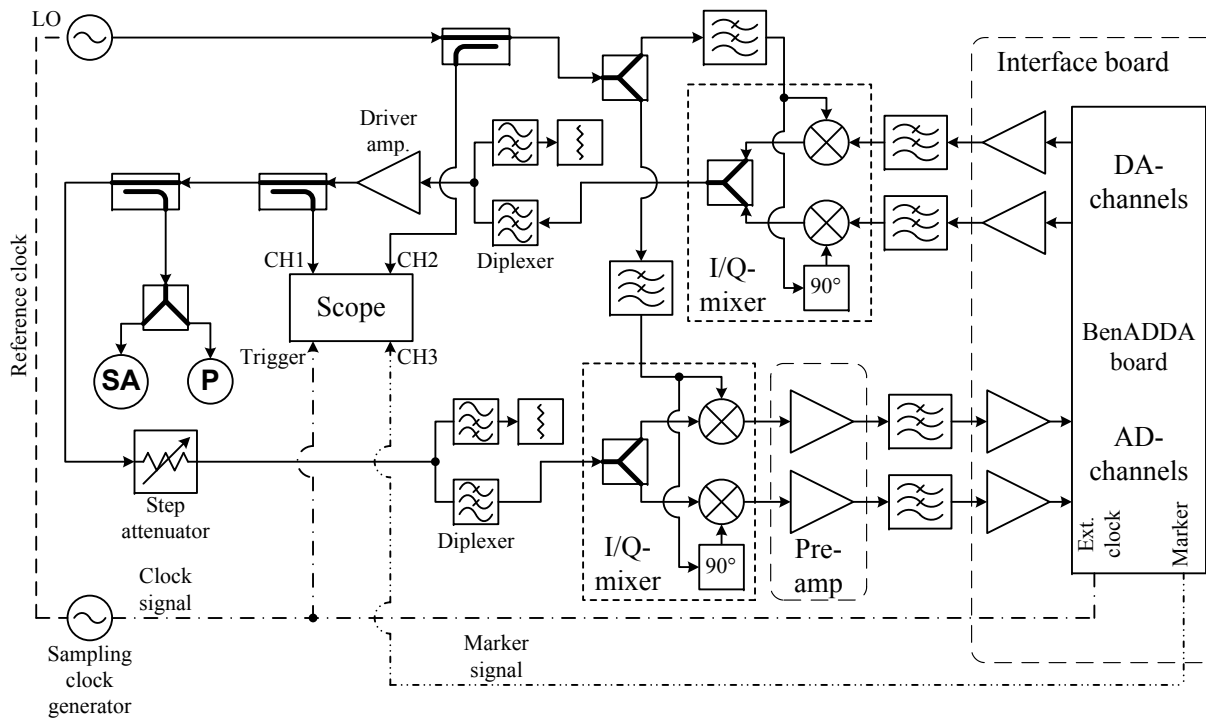 LO
Interface board
Driver
amp.
DA-
channels
Diplexer
CH1
CH2
I/Q-
mixer
90°
Reference clock
Scope
BenADDA
board
Trigger
CH3
SA
P
AD-
channels
Step
attenuator
Diplexer
I/Q-
mixer
90°
Pre-
amp
Ext.
clock
Marker
Clock
signal
Marker
signal
Sampling
clock
generator